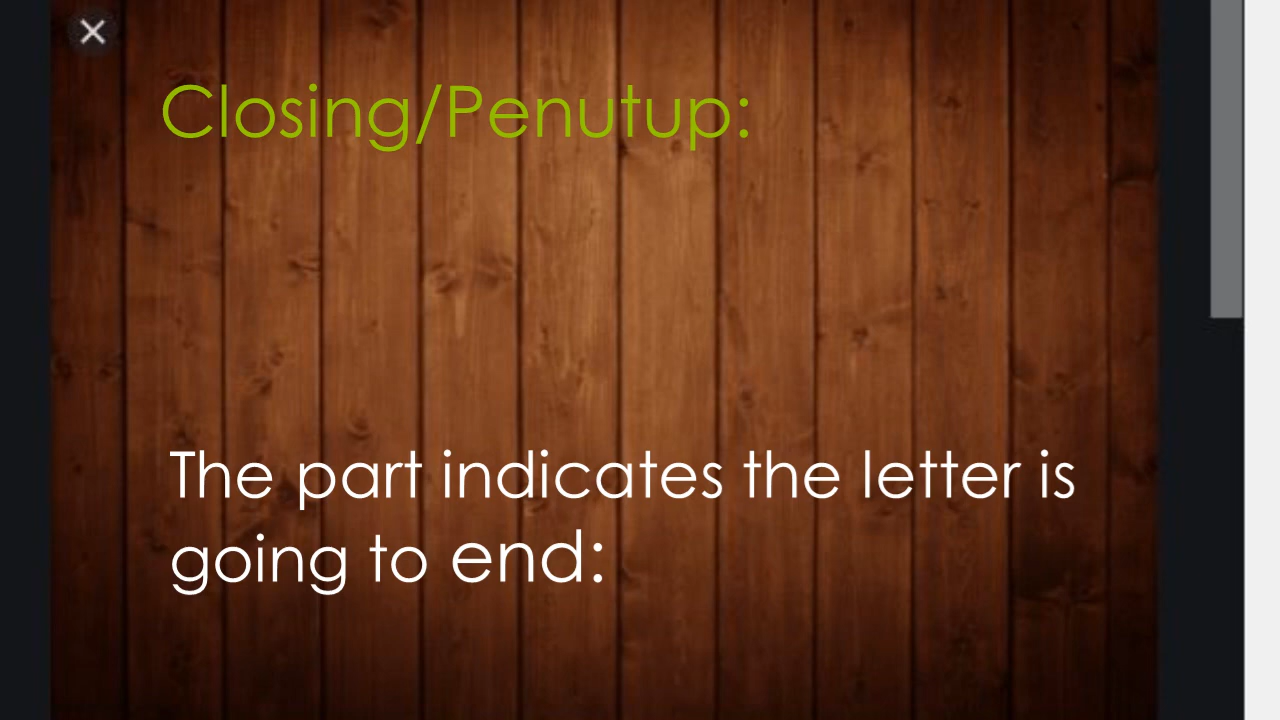 Closing/Penutup:
The part indicates the letter is
going to end: